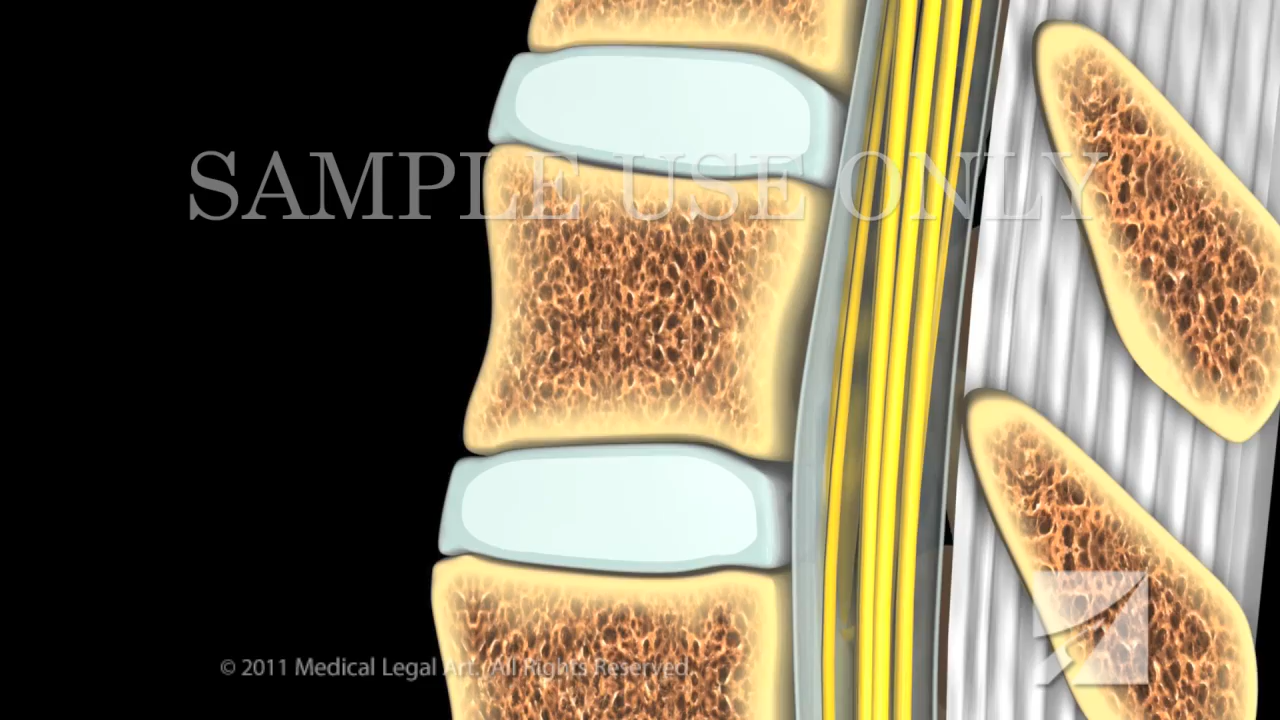 SAMPLE USE ONLY
© 2011 Medical Legal Art. All Rights Reserved.